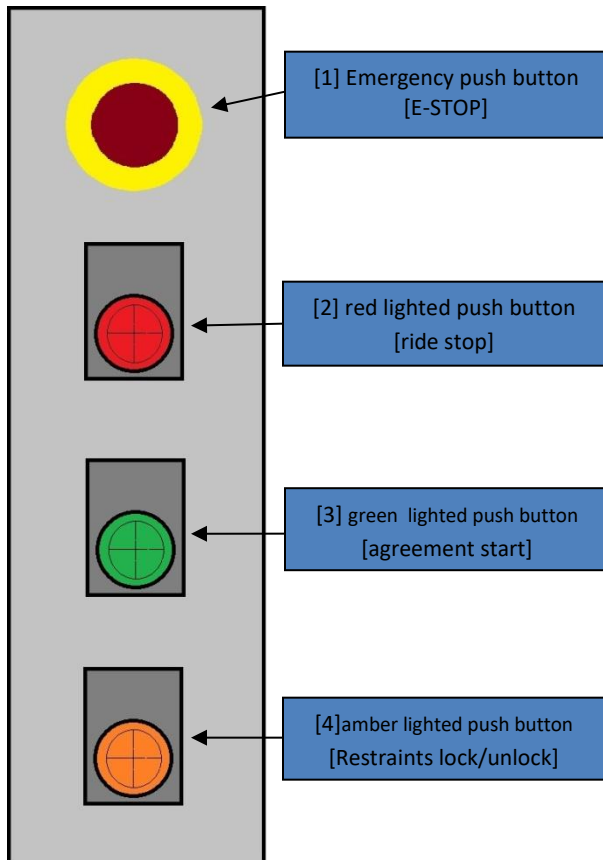 [1] Emergency push button
[E-STOP]
[2] red lighted push button
[ride stop]
[3] green lighted push button
[agreement start]
[4]amber lighted push button
[Restraints lock/unlock]